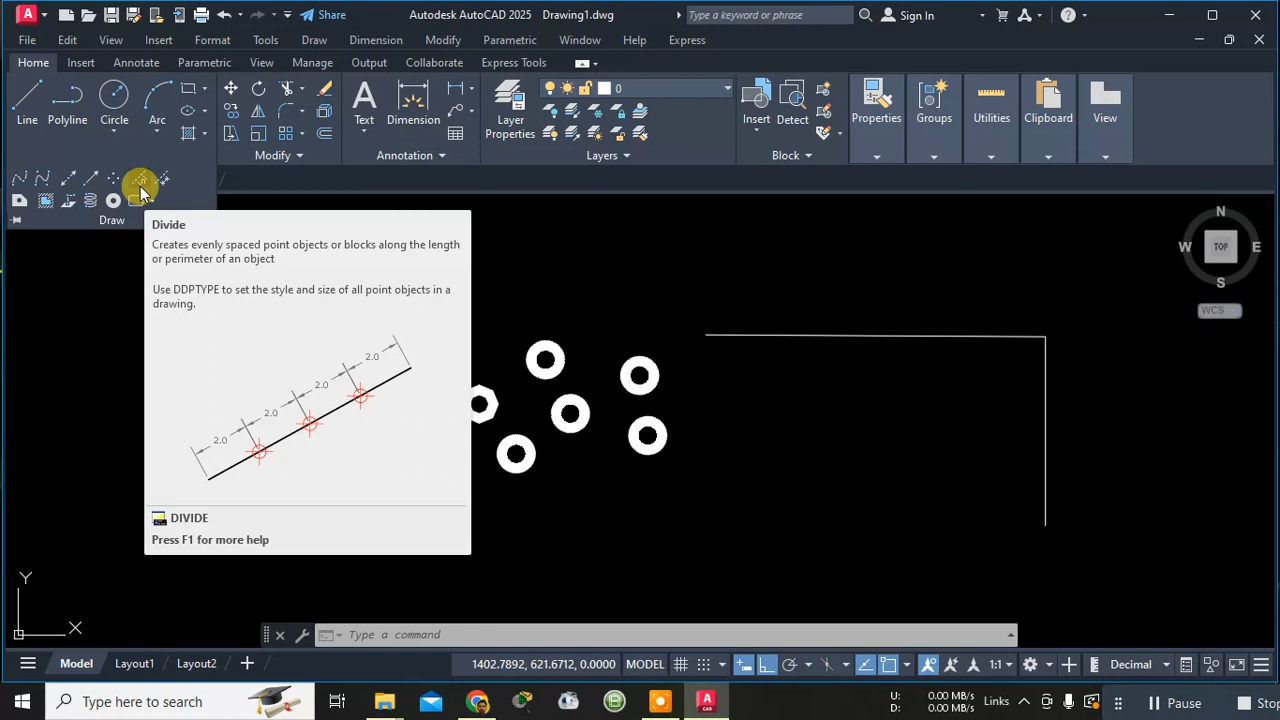 A Share Autodesk AutoCAD 2025 Drawing1.dwg Type a keyword or phrase Sign In
File Edit View Insert Format Tools Draw Dimension Modify Parametric Window Help Express
Home Insert Annotate Parametric View Manage Output Collaborate Express Tools
A CAD
Line Polyline Circle Arc
Text Dimension
Layer
Properties
0
Insert Detect
Properties Groups Utilities Clipboard View
Modify Annotation Layers Block
Draw
Divide
Creates evenly spaced point objects or blocks along the length
or perimeter of an object
Use DDPTYPE to set the style and size of all point objects in a
drawing.
2.0
2.0
2.0
2.0
DIVIDE
Press F1 for more help
N
W TOP E
S
WCS
Y
X
Type a command
Model Layout1 Layout2 1402.7892, 621.6712, 0.0000 MODEL 1:1 Decimal
Type here to search
A
CAD
U: 0.00 MB/s
D: 0.00 MB/s
Links
Pause
Stop